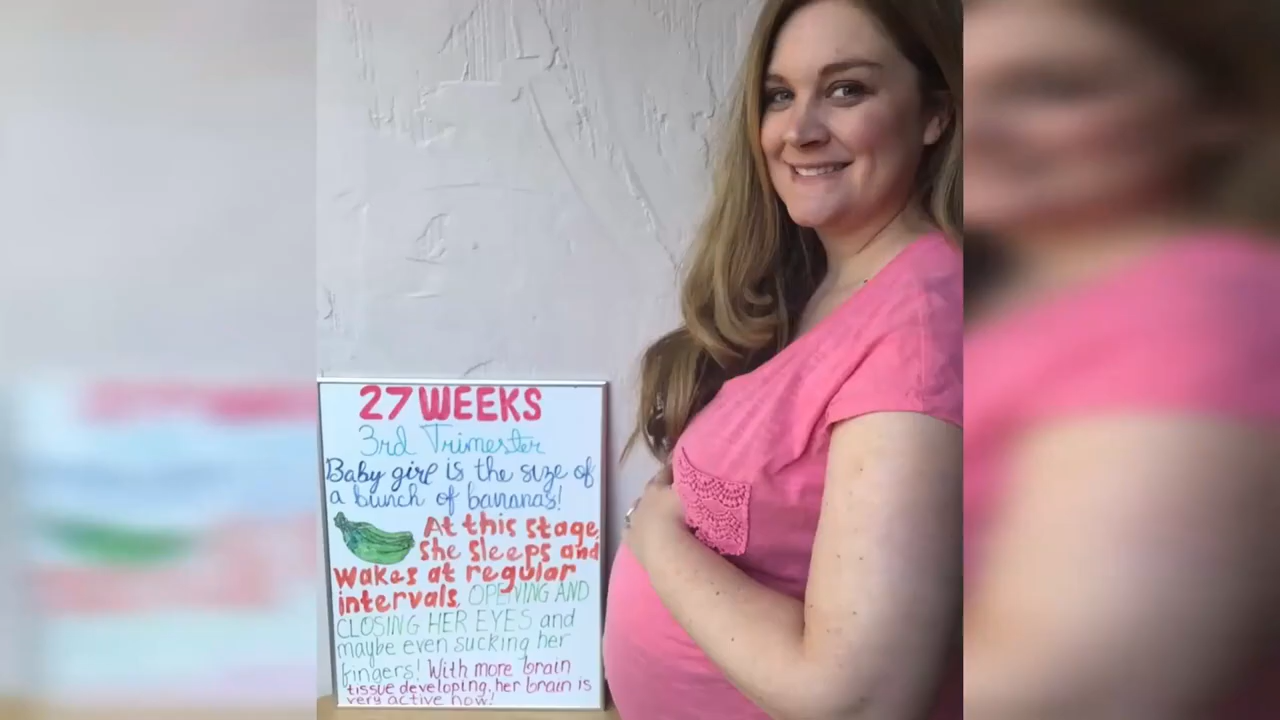 27 WEEKS
3rd Trimester
Baby girl is the size of
a bunch of bananas!
At this stage,
she sleeps and
wakes at regular
intervals, OPENING AND
CLOSING HER EYES and
maybe even sucking her
fingers! With more brain
tissue developing, her brain is
very active now!